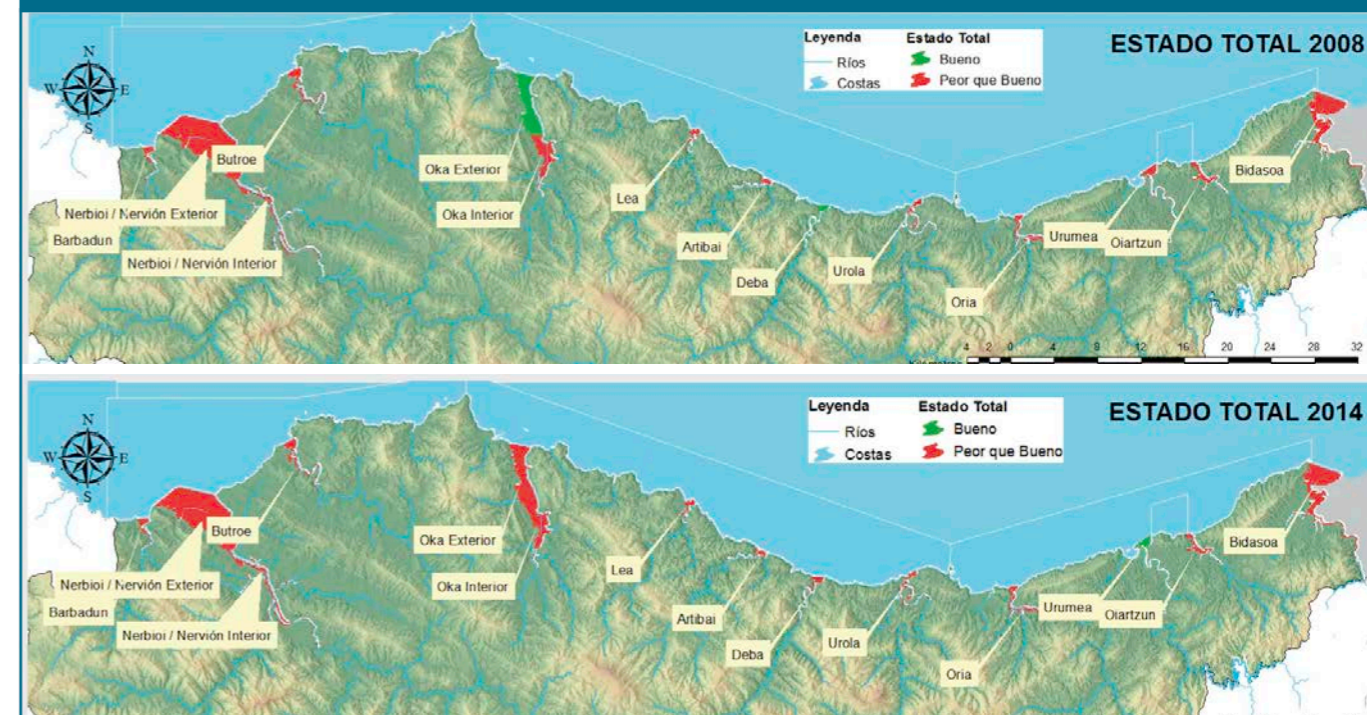 Leyenda
Estado Total
ESTADO TOTAL 2008
Ríos
Bueno
Costas
Peor que Bueno
N
W
E
S
Butroe
Nerbioi / Nervión Exterior
Barbadun
Nerbioi / Nervión Interior
Oka Exterior
Oka Interior
Lea
Artibai
Deba
Urola
Oria
Urumea
Oiartzun
Bidasoa
4 2 0 4 8 12 16 20 24 28 32
Leyenda
Estado Total
ESTADO TOTAL 2014
Ríos
Bueno
Costas
Peor que Bueno
N
W
E
S
Butroe
Nerbioi / Nervión Exterior
Barbadun
Nerbioi / Nervión Interior
Oka Exterior
Oka Interior
Lea
Artibai
Deba
Urola
Oria
Urumea
Oiartzun
Bidasoa